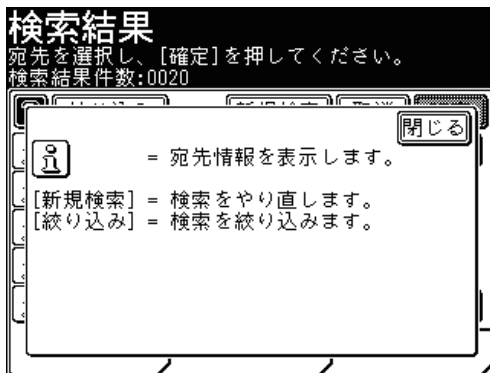 検索結果
宛先を選択し、[確定]を押してください。
検索結果件数:0020
閉じる
= 宛先情報を表示します。
[新規検索] = 検索をやり直します。
[絞り込み] = 検索を絞り込みます。